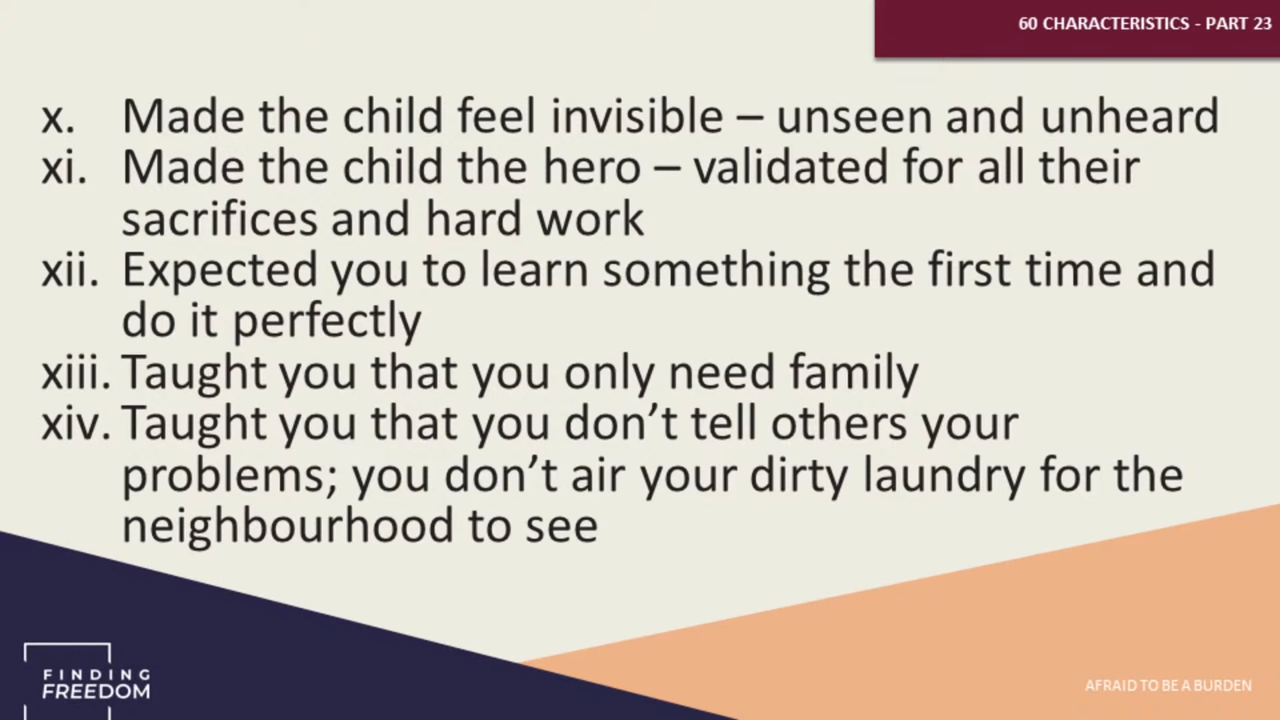 60 CHARACTERISTICS - PART 23
x. Made the child feel invisible – unseen and unheard
xi. Made the child the hero – validated for all their
sacrifices and hard work
xii. Expected you to learn something the first time and
do it perfectly
xiii. Taught you that you only need family
xiv. Taught you that you don’t tell others your
problems; you don’t air your dirty laundry for the
neighbourhood to see
FINDING
FREEDOM
AFRAID TO BE A BURDEN